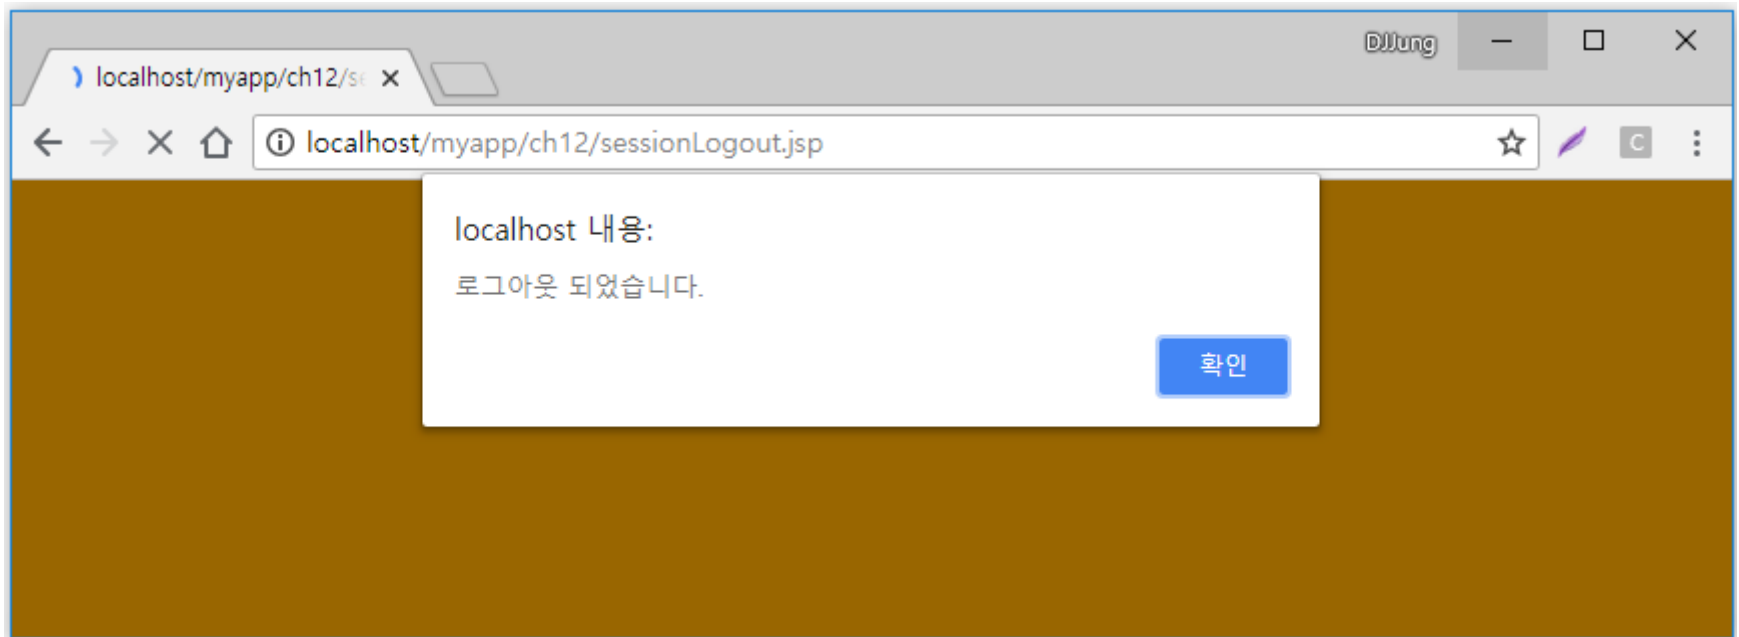 DJJung
localhost/myapp/ch12/se
localhost/myapp/ch12/sessionLogout.jsp
C
localhost 내용:
로그아웃 되었습니다.
확인